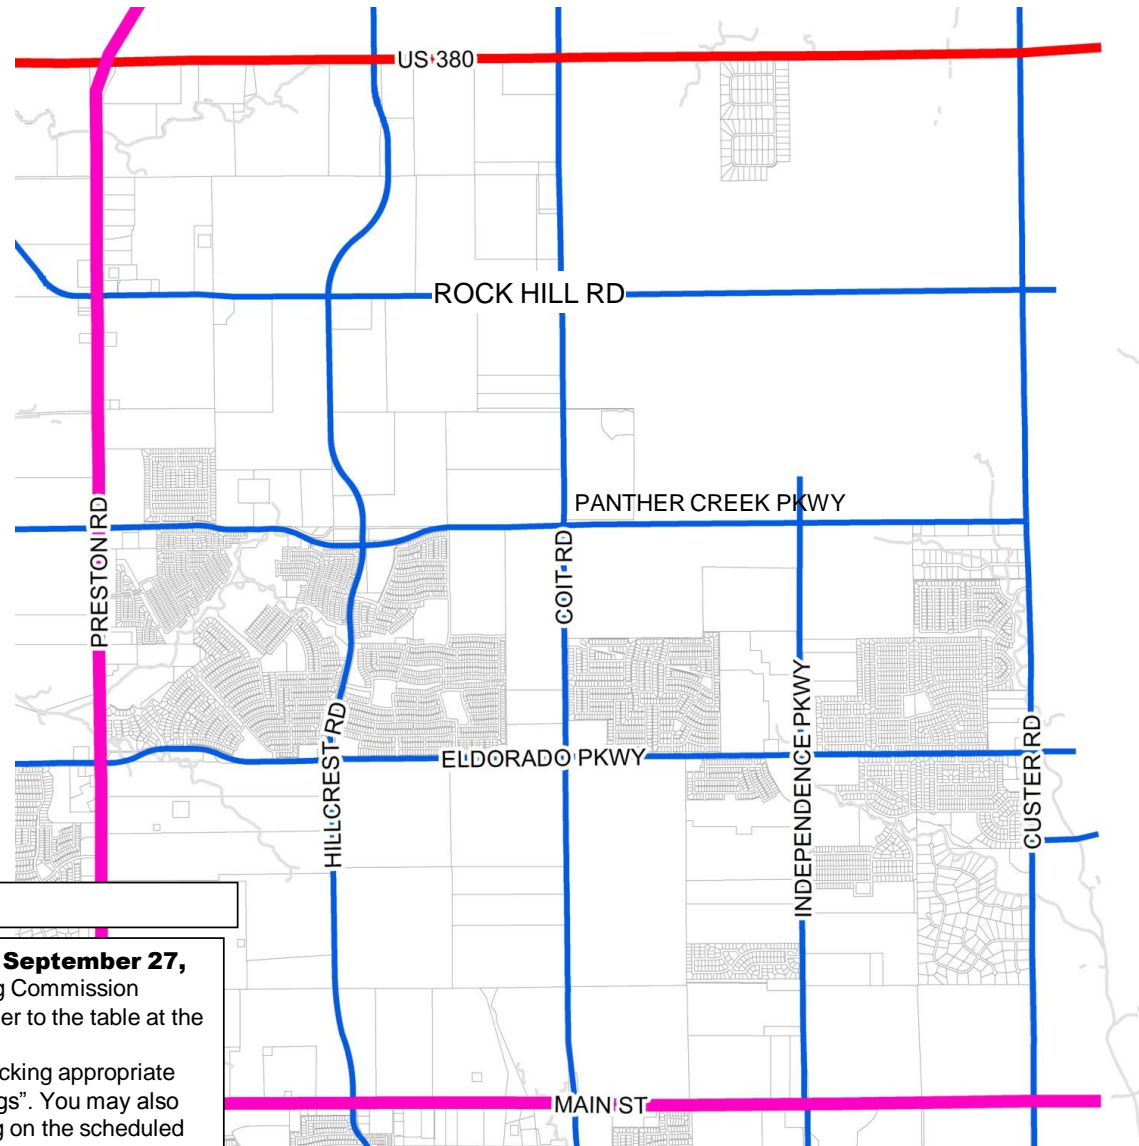 US 380
ROCK HILL RD
PANTHER CREEK PKWY
PRESTON RD
COIT RD
HILLCREST RD
ELDORADO PKWY
INDEPENDENCE PKWY
CUSTER RD
September 27,
g Commission
er to the table at the
cking appropriate
gs”. You may also
g on the scheduled
MAIN ST